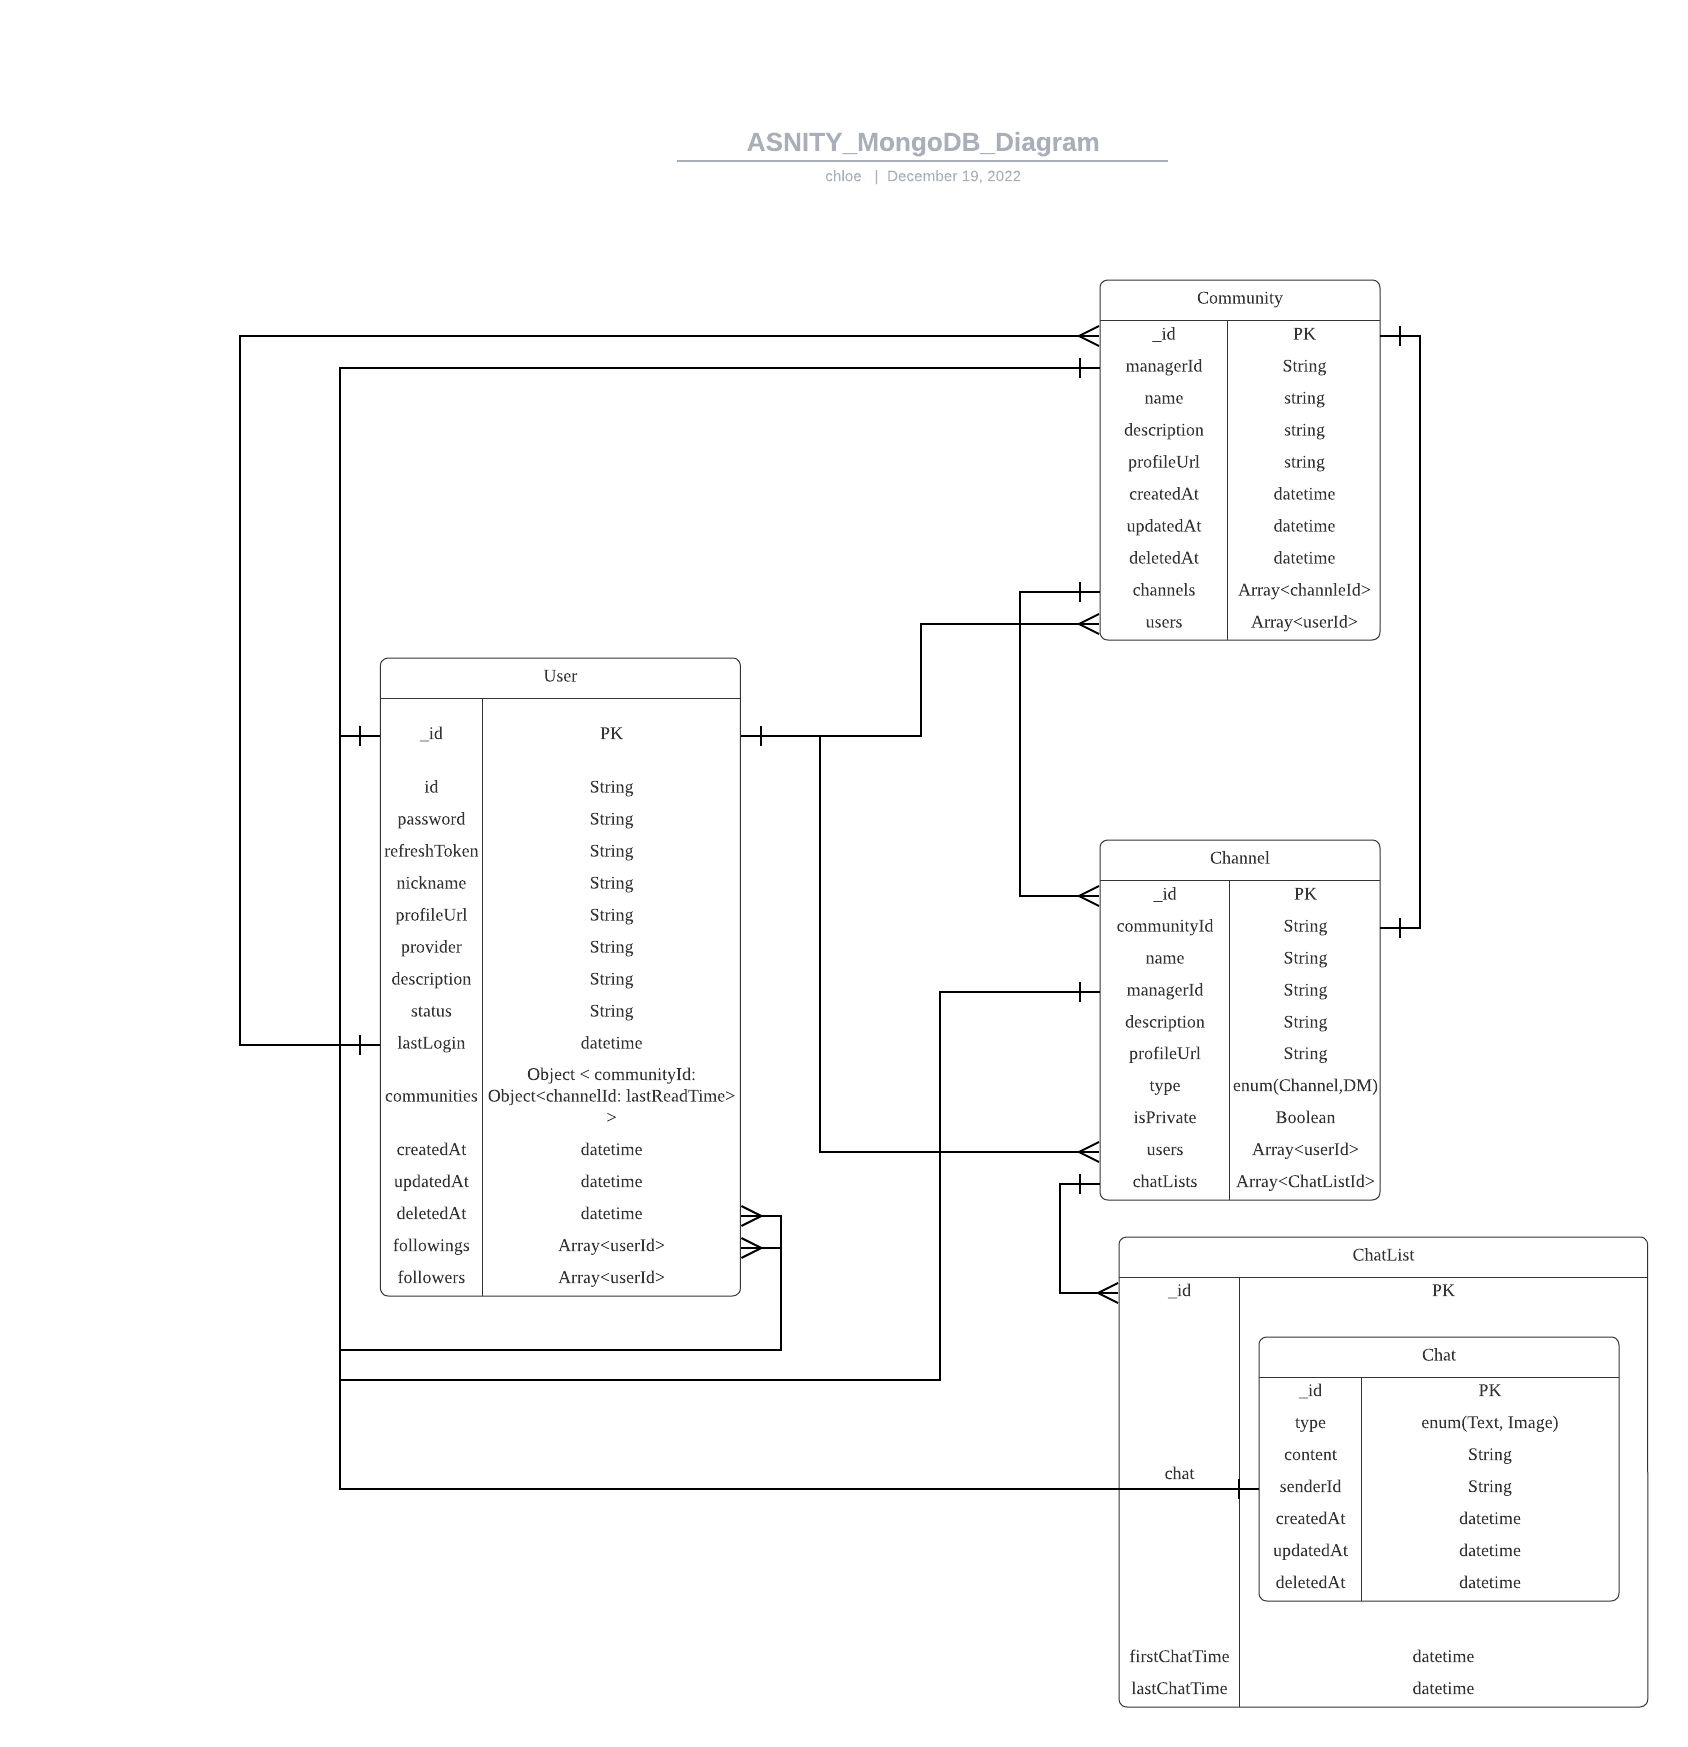 ASNITY_MongoDB_Diagram
chloe | December 19, 2022
Community
_id PK
managerId String
name string
description string
profileUrl string
createdAt datetime
updatedAt datetime
deletedAt datetime
channels Array<channleId>
users Array<userId>
User
_id PK
id String
password String
refreshToken String
nickname String
profileUrl String
provider String
description String
status String
lastLogin datetime
Object < communityId:
communities Object<channelId: lastReadTime>
>
createdAt datetime
updatedAt datetime
deletedAt datetime
followings Array<userId>
followers Array<userId>
Channel
_id PK
communityId String
name String
managerId String
description String
profileUrl String
type enum(Channel,DM)
isPrivate Boolean
users Array<userId>
chatLists Array<ChatListId>
ChatList
_id PK
chat
Chat
_id PK
type enum(Text, Image)
content String
senderId String
createdAt datetime
updatedAt datetime
deletedAt datetime
firstChatTime datetime
lastChatTime datetime